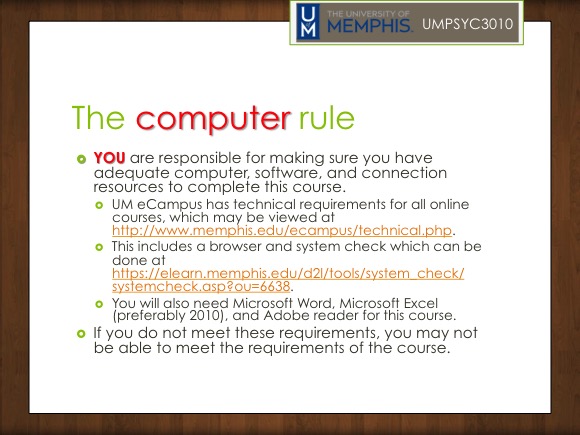 UM
THE UNIVERSITY OF
MEMPHIS.
UMPSYC3010
The computer rule
YOU are responsible for making sure you have
adequate computer, software, and connection
resources to complete this course.
UM eCampus has technical requirements for all online
courses, which may be viewed at
http://www.memphis.edu/ecampus/technical.php.
This includes a browser and system check which can be
done at
https://elearn.memphis.edu/d2l/tools/system_check/
systemcheck.asp?ou=6638.
You will also need Microsoft Word, Microsoft Excel
(preferably 2010), and Adobe reader for this course.
If you do not meet these requirements, you may not
be able to meet the requirements of the course.